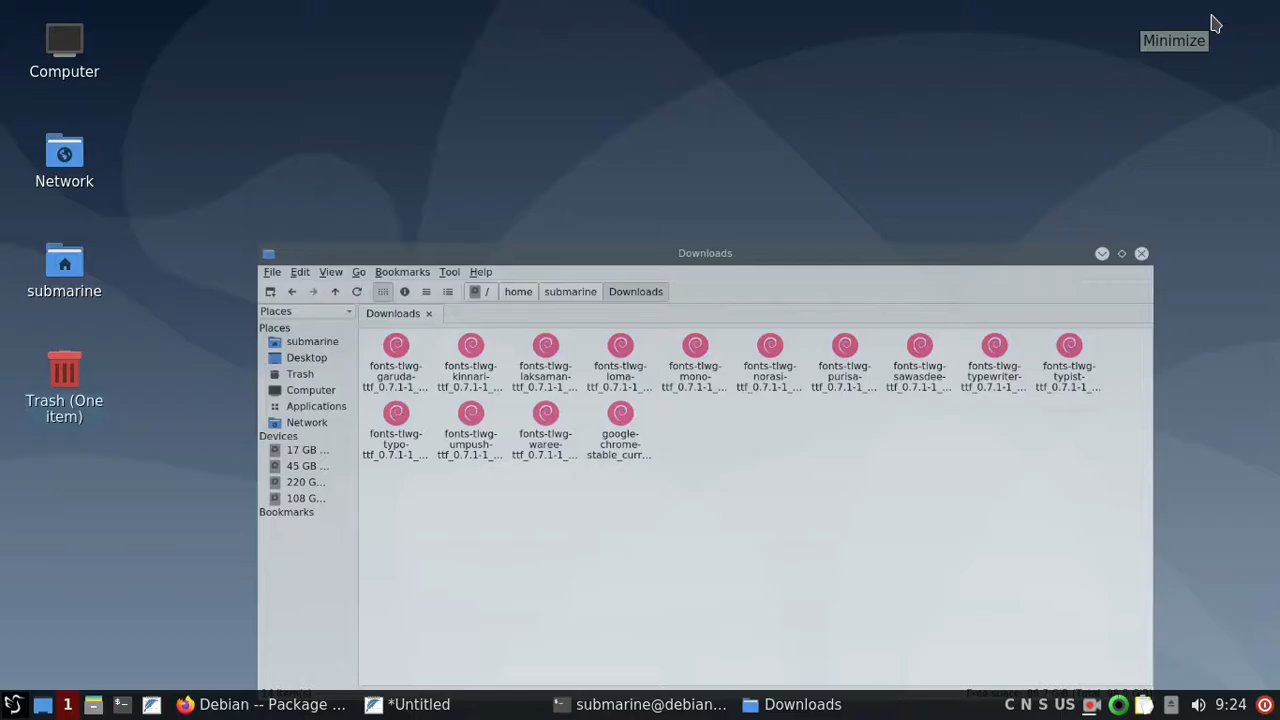 Computer
Network
submarine
Trash (One
item)
Minimize
Downloads
File Edit View Go Bookmarks Tool Help
/ home submarine Downloads
Places
Downloads
Places
submarine
Desktop
Trash
Computer
Applications
Network
Devices
17 GB ...
45 GB ...
220 G...
108 G...
Bookmarks
fonts-tlwg-
garuda-
ttf_0.7.1-1_...
fonts-tlwg-
kinnari-
ttf_0.7.1-1_...
fonts-tlwg-
laksaman-
ttf_0.7.1-1_...
fonts-tlwg-
loma-
ttf_0.7.1-1_...
fonts-tlwg-
mono-
ttf_0.7.1-1_...
fonts-tlwg-
norasi-
ttf_0.7.1-1_...
fonts-tlwg-
purisa-
ttf_0.7.1-1_...
fonts-tlwg-
sawasdee-
ttf_0.7.1-1_...
fonts-tlwg-
typewriter-
ttf_0.7.1-1_...
fonts-tlwg-
typist-
ttf_0.7.1-1_...
fonts-tlwg-
typo-
ttf_0.7.1-1_...
fonts-tlwg-
umpush-
ttf_0.7.1-1_...
fonts-tlwg-
waree-
ttf_0.7.1-1_...
google-
chrome-
stable_curr...
1 Debian -- Package ... *Untitled submarine@debian... Downloads C N S US 9:24